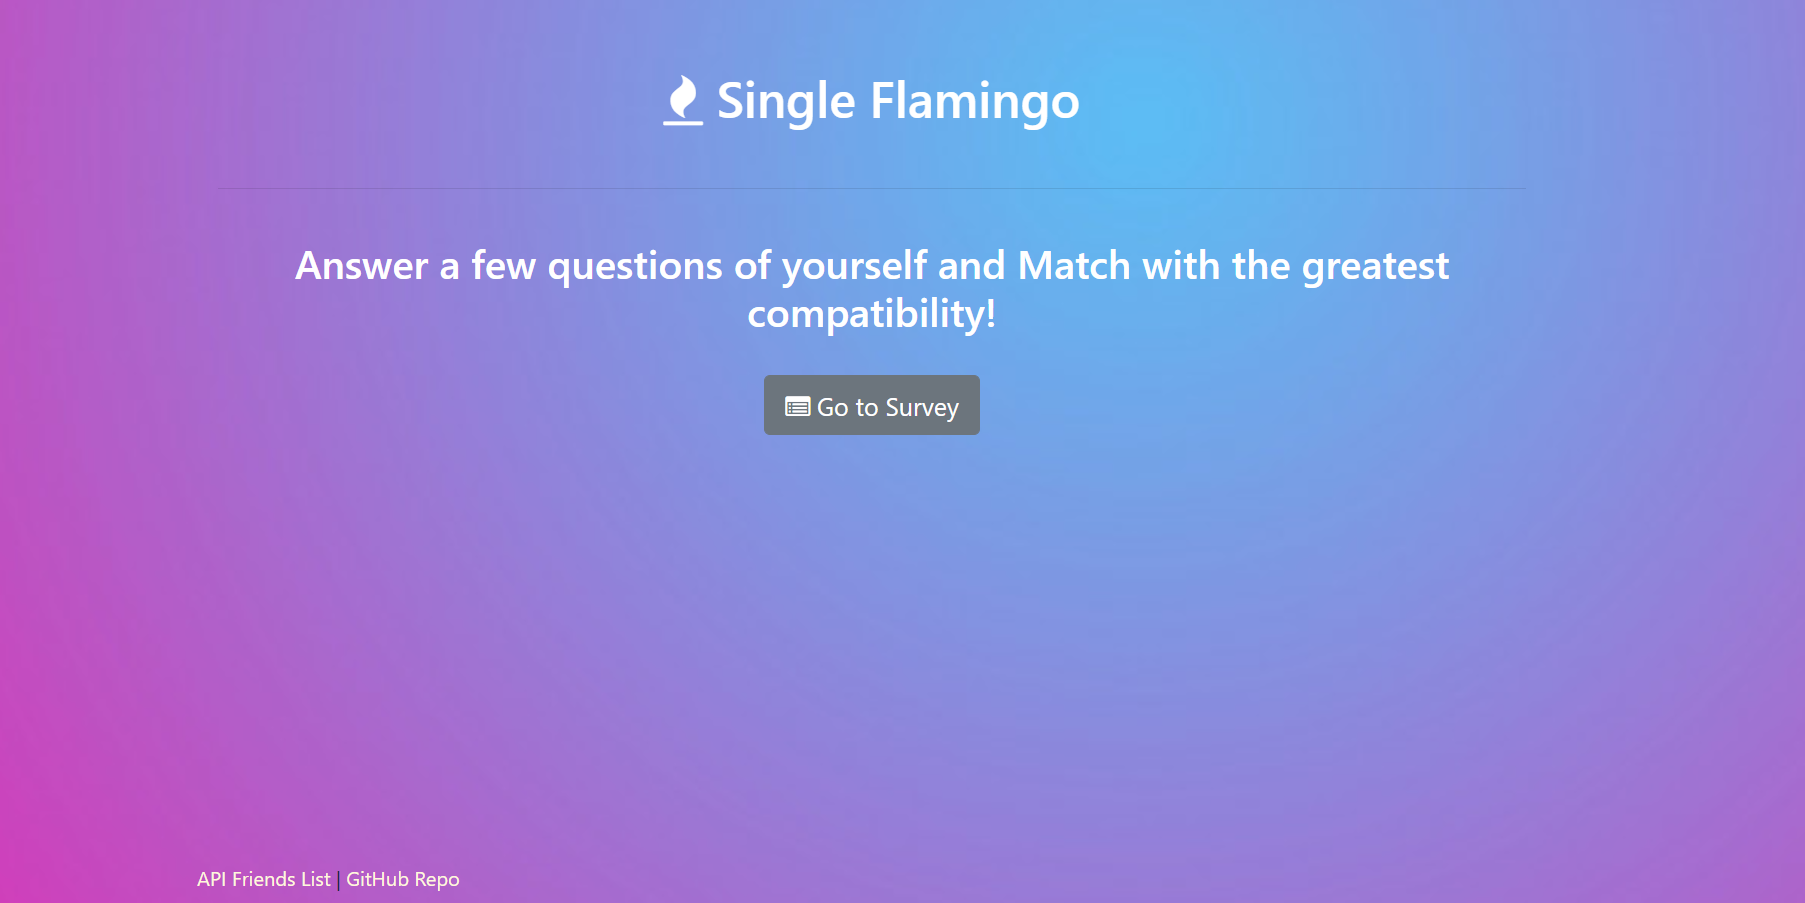 Single Flamingo
Answer a few questions of yourself and Match with the greatest
compatibility!
Go to Survey
API Friends List | GitHub Repo